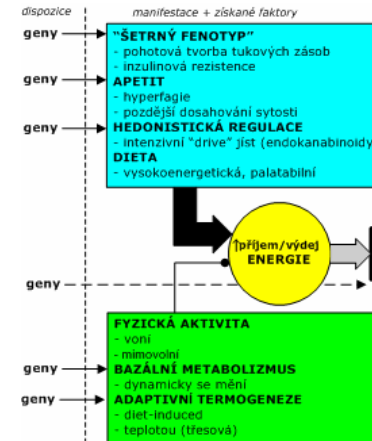 dispozice
manifestace + získané faktory
geny
"ŠETRNÝ FENOTYP"
- pohotová tvorba tukových zásob
- inzulinová rezistence
geny
APETIT
- hyperfagie
- pozdější dosahování sytosti
geny
HEDONISTICKÁ REGULACE
- intenzivní "drive" jíst (endokanabinoidy
DIETA
- vysokoenergetická, palatabilní
↑příjem/výdej
ENERGIE
geny
FYZICKÁ AKTIVITA
- voní
- mimovolní
geny
BAZÁLNÍ METABOLIZMUS
- dynamicky se mění
geny
ADAPTIVNÍ TERMOGENEZE
- diet-induced
- teplotou (třesová)